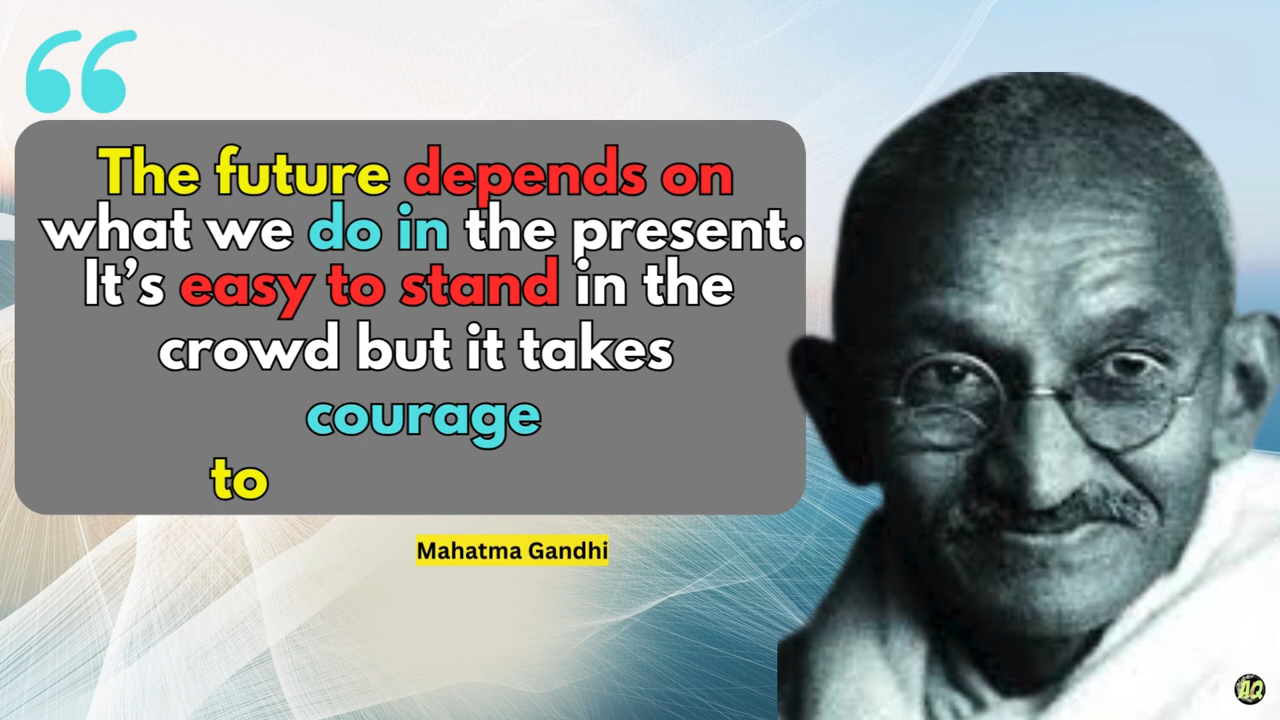 The future depends on
what we do in the present.
It’s easy to stand in the
crowd but it takes
courage
to
Mahatma Gandhi
AQ